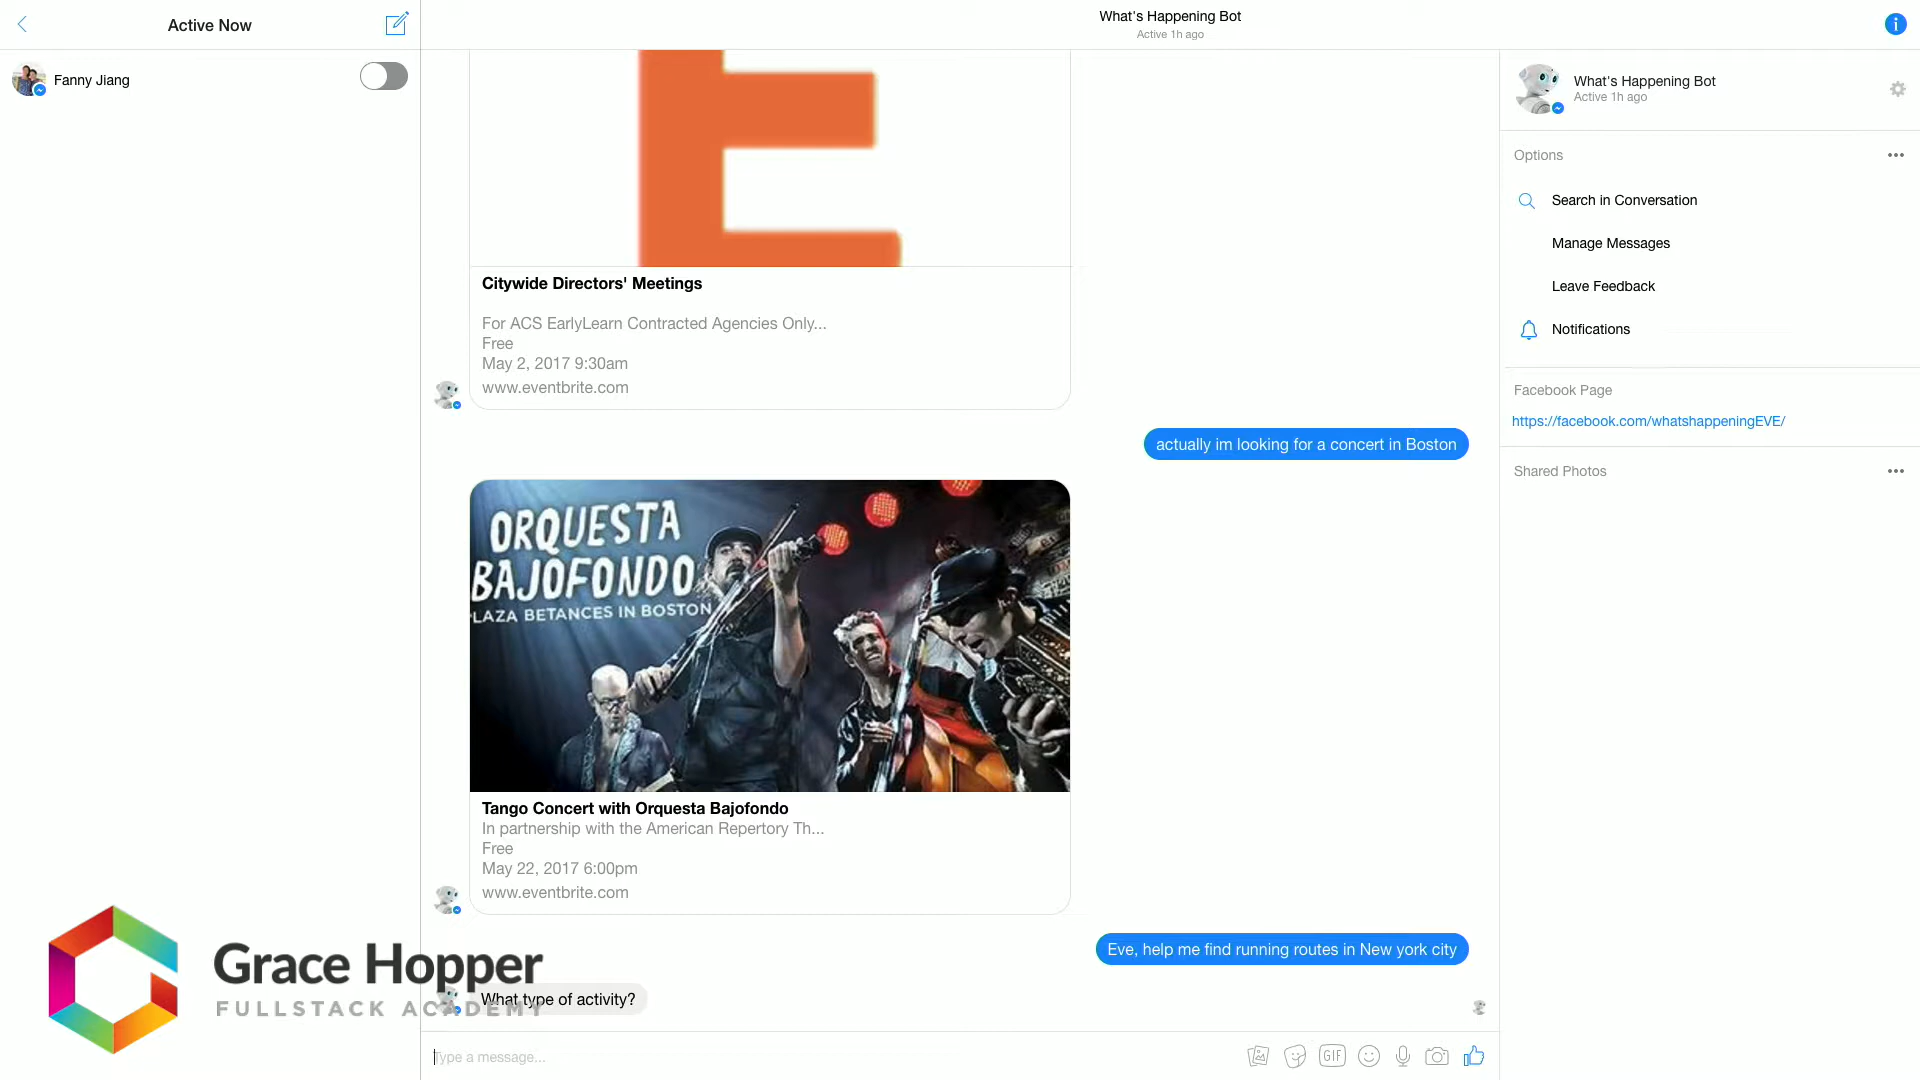 Active Now
What's Happening Bot
Active 1h ago
Fanny Jiang
Citywide Directors' Meetings
For ACS EarlyLearn Contracted Agencies Only...
Free
May 2, 2017 9:30am
www.eventbrite.com
actually im looking for a concert in Boston
ORQUESTA
BAJOFONDO
PLAZA BETANCES IN BOSTON
Tango Concert with Orquesta Bajofondo
In partnership with the American Repertory Th...
Free
May 22, 2017 6:00pm
www.eventbrite.com
Eve, help me find running routes in New york city
What type of activity?
Type a message...
GIF
What's Happening Bot
Active 1h ago
Options
Search in Conversation
Manage Messages
Leave Feedback
Notifications
Facebook Page
https://facebook.com/whatshappeningEVE/
Shared Photos
Grace Hopper
FULLSTACK ACADEMY